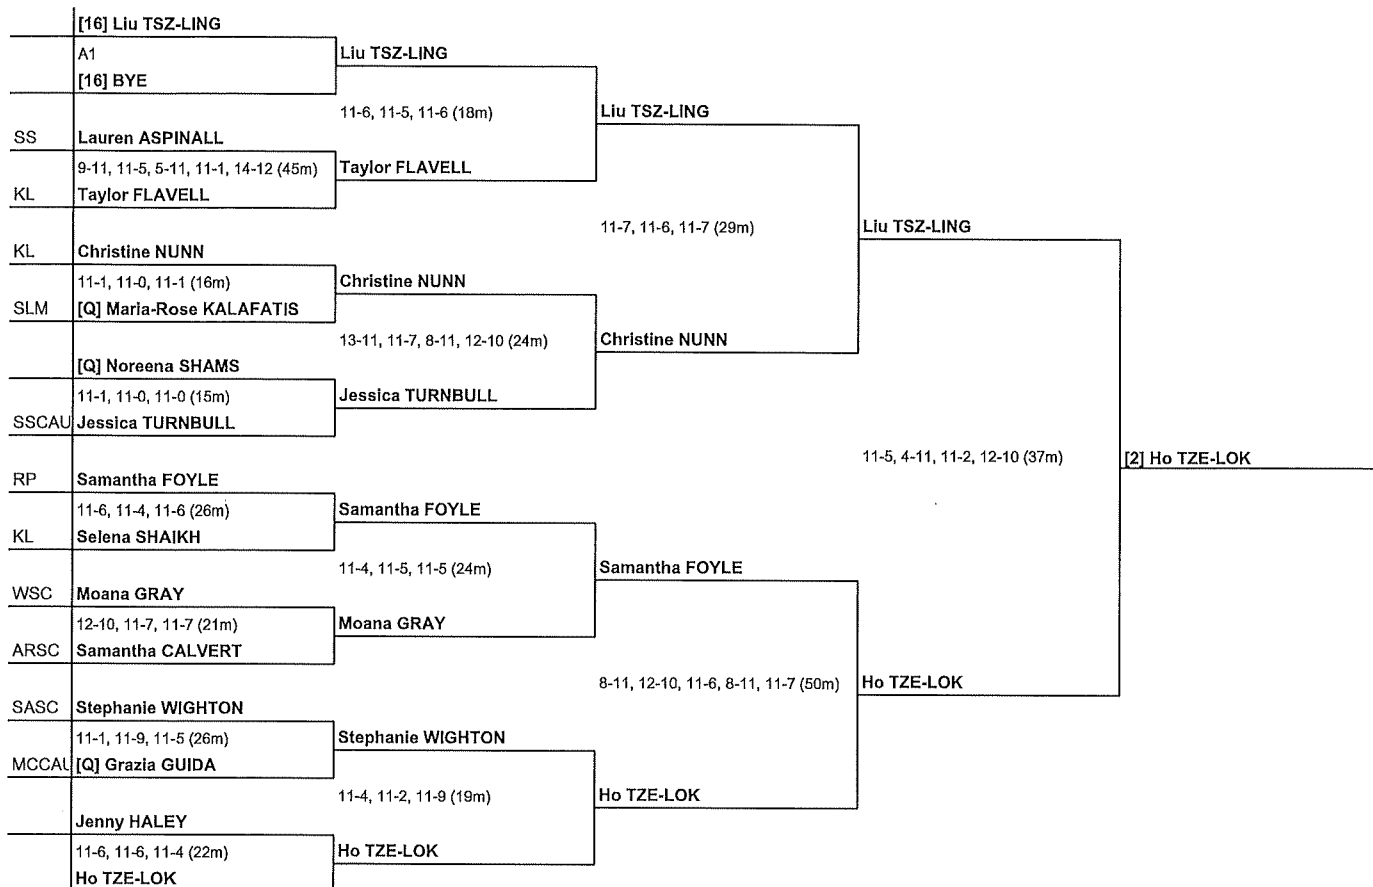 [16] Liu TSZ-LING
A1
[16] BYE
Liu TSZ-LING
11-6, 11-5, 11-6 (18m)
Liu TSZ-LING
SS Lauren ASPINALL
9-11, 11-5, 5-11, 11-1, 14-12 (45m)
KL Taylor FLAVELL
Taylor FLAVELL
11-7, 11-6, 11-7 (29m)
Liu TSZ-LING
KL Christine NUNN
11-1, 11-0, 11-1 (16m)
SLM [Q] Maria-Rose KALAFATIS
Christine NUNN
13-11, 11-7, 8-11, 12-10 (24m)
Christine NUNN
[Q] Noreena SHAMS
11-1, 11-0, 11-0 (15m)
SSCAU Jessica TURNBULL
Jessica TURNBULL
11-5, 4-11, 11-2, 12-10 (37m)
[2] Ho TZE-LOK
RP Samantha FOYLE
11-6, 11-4, 11-6 (26m)
KL Selena SHAIKH
Samantha FOYLE
11-4, 11-5, 11-5 (24m)
Samantha FOYLE
WSC Moana GRAY
12-10, 11-7, 11-7 (21m)
ARSC Samantha CALVERT
Moana GRAY
8-11, 12-10, 11-6, 8-11, 11-7 (50m)
Ho TZE-LOK
SASC Stephanie WIGHTON
11-1, 11-9, 11-5 (26m)
MCCAU [Q] Grazia GUIDA
Stephanie WIGHTON
11-4, 11-2, 11-9 (19m)
Ho TZE-LOK
Jenny HALEY
11-6, 11-6, 11-4 (22m)
Ho TZE-LOK
Ho TZE-LOK